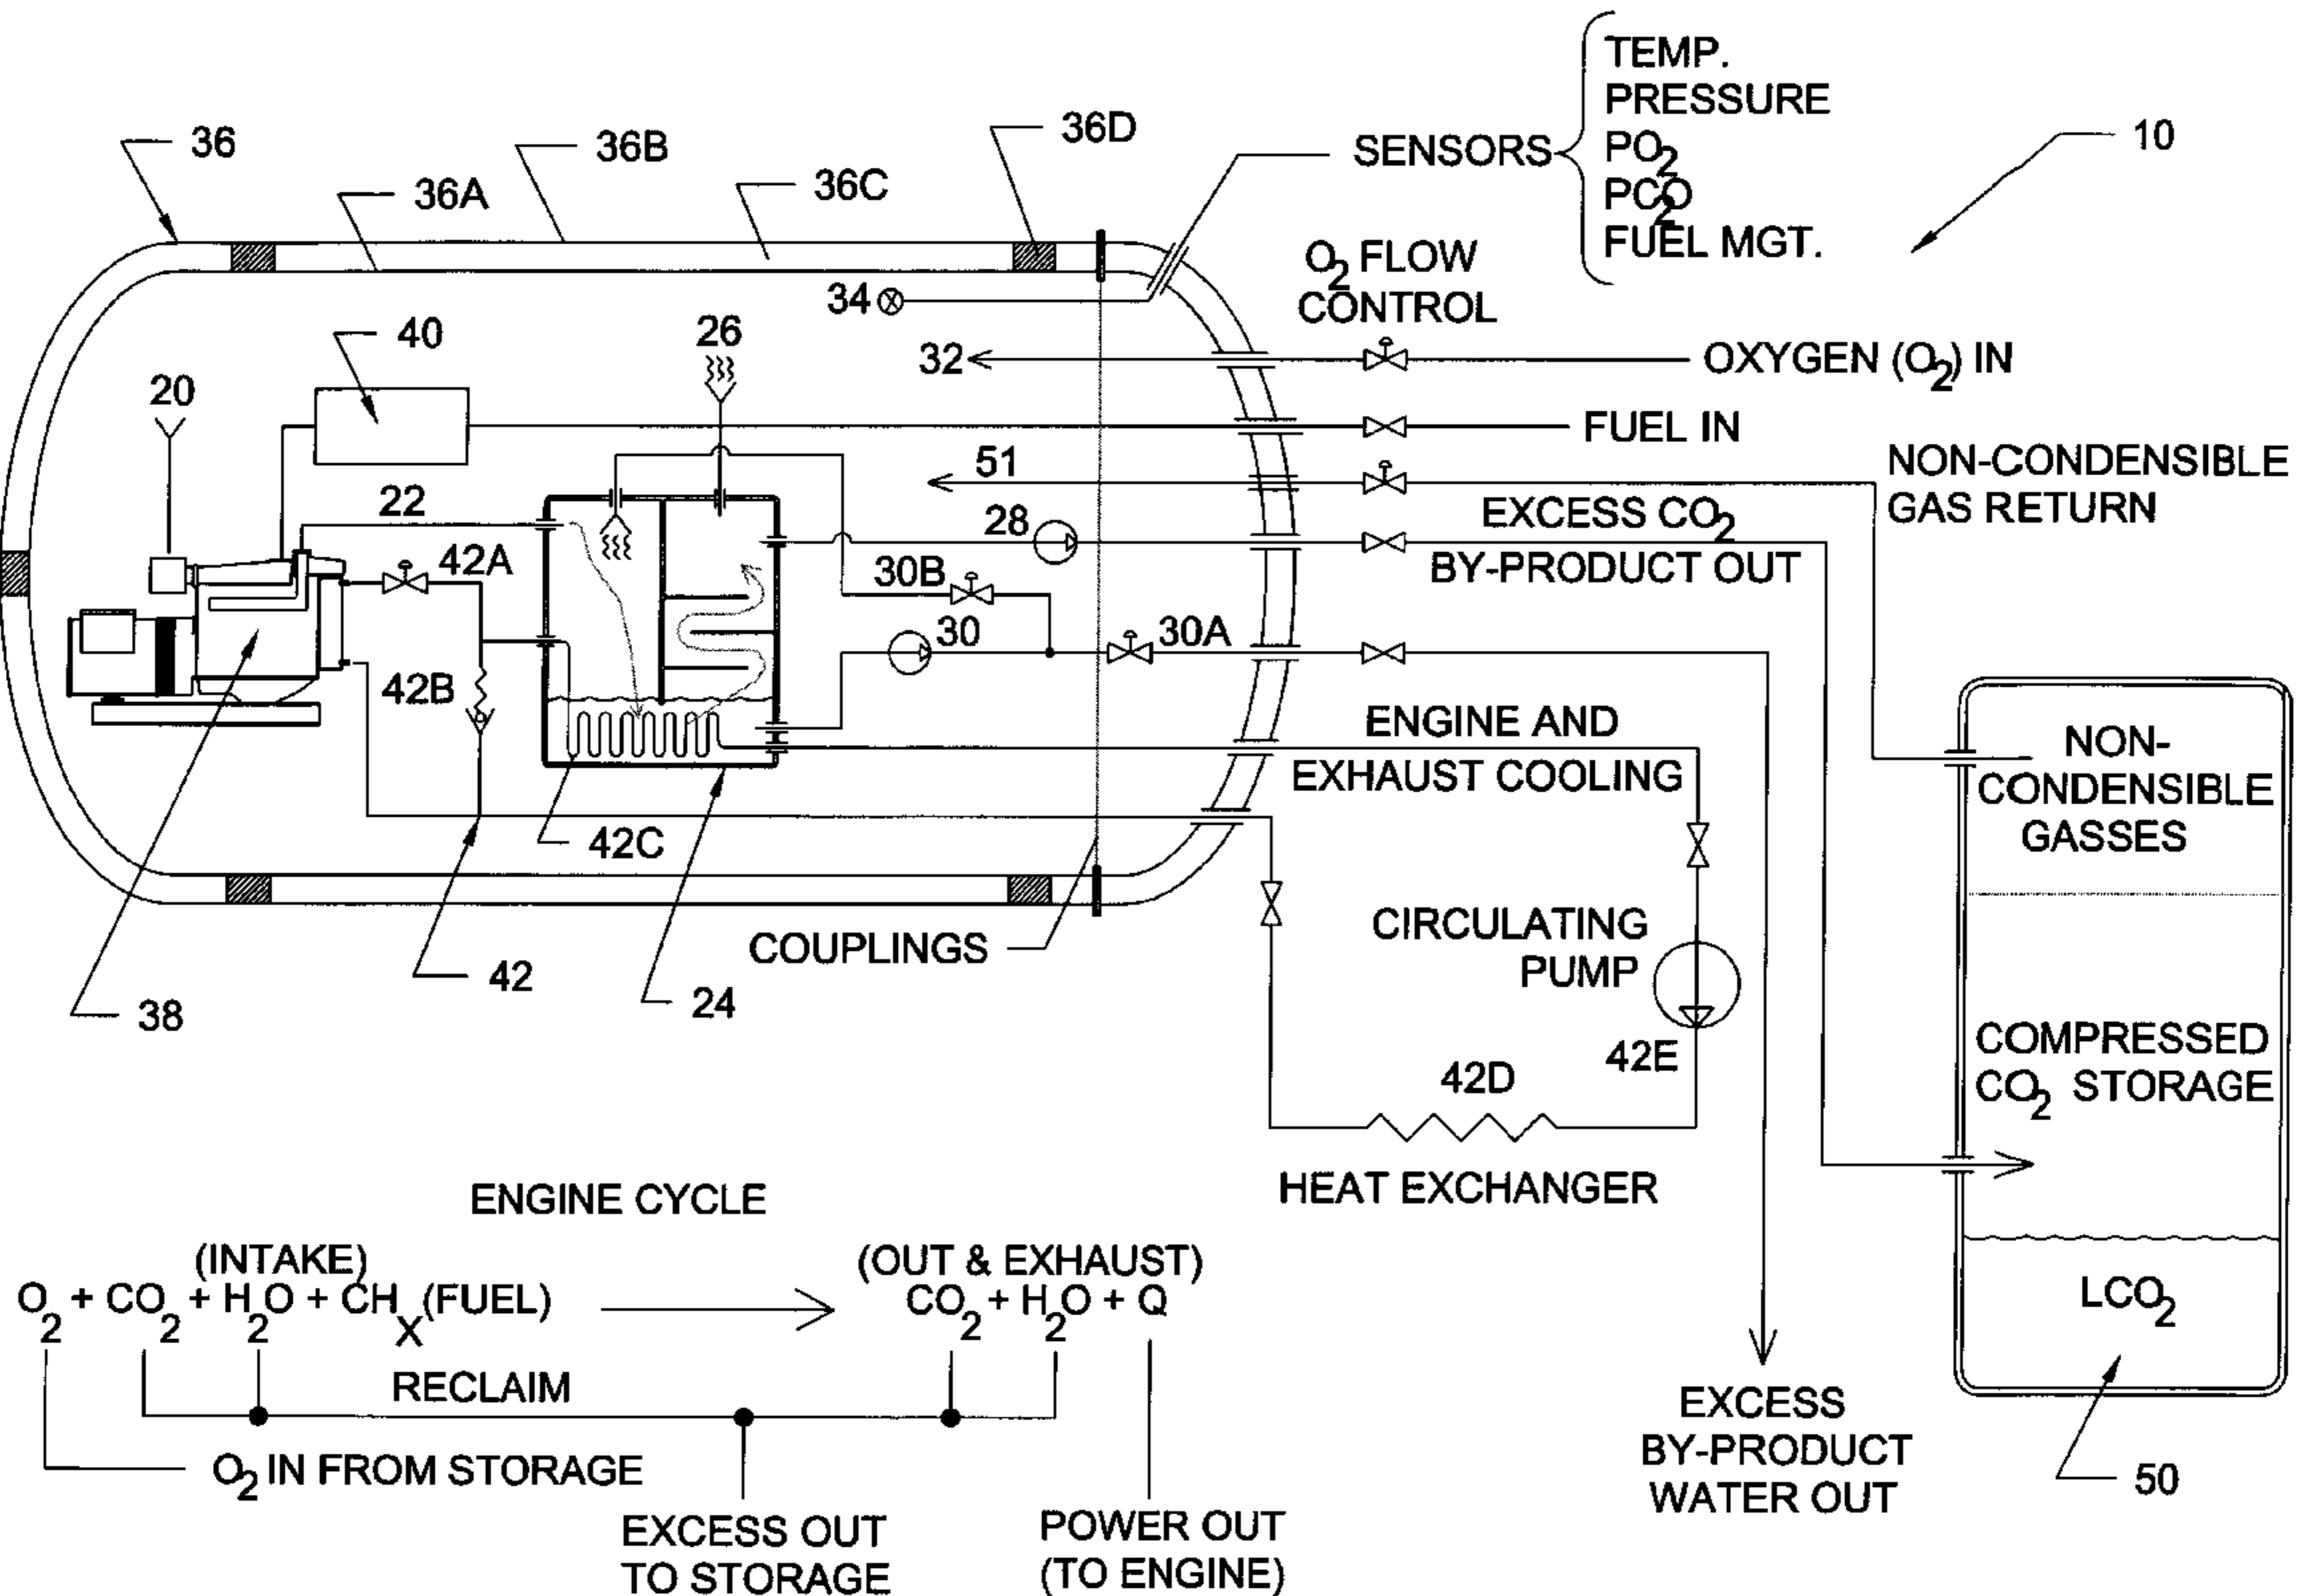 TEMP.
PRESSURE
SENSORS
PO2
PCO2
FUEL MGT.
10
36
36B
36D
36A
36C
O2 FLOW
CONTROL
34
40
26
32
OXYGEN (O2) IN
20
FUEL IN
51
NON-CONDENSIBLE
GAS RETURN
22
28
EXCESS CO2
BY-PRODUCT OUT
42A
30B
30
30A
42B
ENGINE AND
EXHAUST COOLING
NON-
CONDENSIBLE
GASSES
42C
COUPLINGS
CIRCULATING
PUMP
42
24
38
42E
42D
COMPRESSED
CO2 STORAGE
HEAT EXCHANGER
ENGINE CYCLE
(INTAKE)
(OUT & EXHAUST)
O2 + CO2 + H2O + CHX (FUEL)
CO2 + H2O + Q
LCO2
RECLAIM
O2 IN FROM STORAGE
EXCESS
BY-PRODUCT
WATER OUT
50
EXCESS OUT
TO STORAGE
POWER OUT
(TO ENGINE)